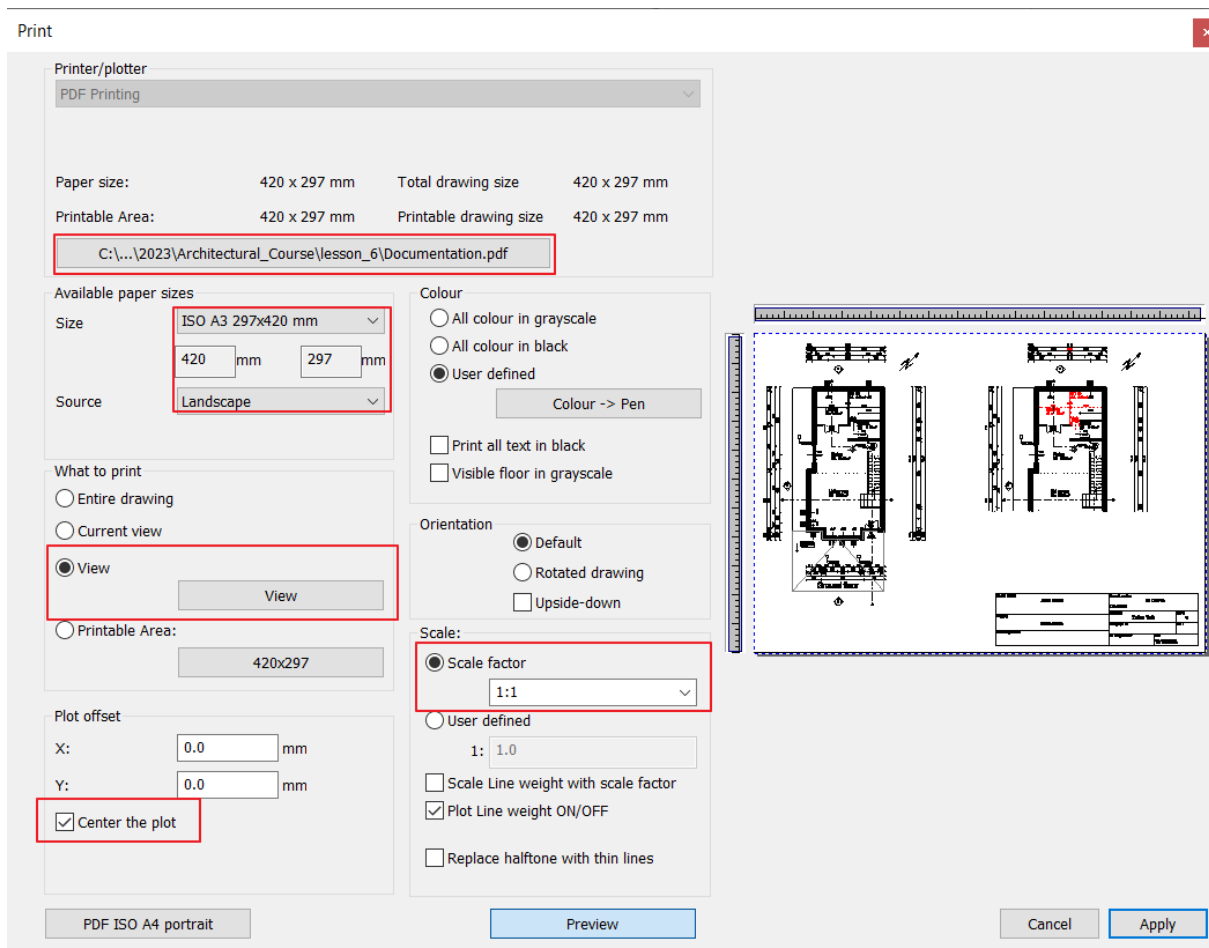 Print
Printer/plotter
PDF Printing
Paper size: 420 x 297 mm Total drawing size 420 x 297 mm
Printable Area: 420 x 297 mm Printable drawing size 420 x 297 mm
C:\...\2023\Architectural_Course\lesson_6\Documentation.pdf
Available paper sizes
Size ISO A3 297x420 mm
420 mm 297 mm
Source Landscape
What to print
Entire drawing
Current view
View
View
Printable Area:
420x297
Plot offset
X: 0.0 mm
Y: 0.0 mm
Center the plot
Colour
All colour in grayscale
All colour in black
User defined
Colour -> Pen
Print all text in black
Visible floor in grayscale
Orientation
Default
Rotated drawing
Upside-down
Scale:
Scale factor
1:1
User defined
1: 1.0
Scale Line weight with scale factor
Plot Line weight ON/OFF
Replace halftone with thin lines
Ground floor
PDF ISO A4 portrait
Preview
Cancel
Apply